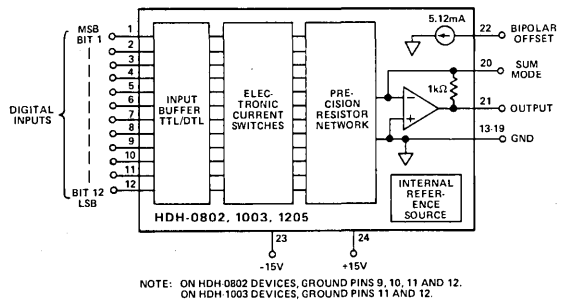 5.12mA
22
BIPOLAR
OFFSET
MSB
BIT 1
1
2
3
4
5
6
7
8
9
10
11
12
BIT 12
LSB
DIGITAL
INPUTS
INPUT
BUFFER
TTL/DTL
ELEC-
TRONIC
CURRENT
SWITCHES
PRE-
CISION
RESISTOR
NETWORK
1kΩ
−
+
20
SUM
MODE
21
OUTPUT
13-19
GND
INTERNAL
REFER-
ENCE
SOURCE
HDH-0802, 1003, 1205
23
-15V
24
+15V
NOTE: ON HDH-0802 DEVICES, GROUND PINS 9, 10, 11 AND 12.
ON HDH-1003 DEVICES, GROUND PINS 11 AND 12.